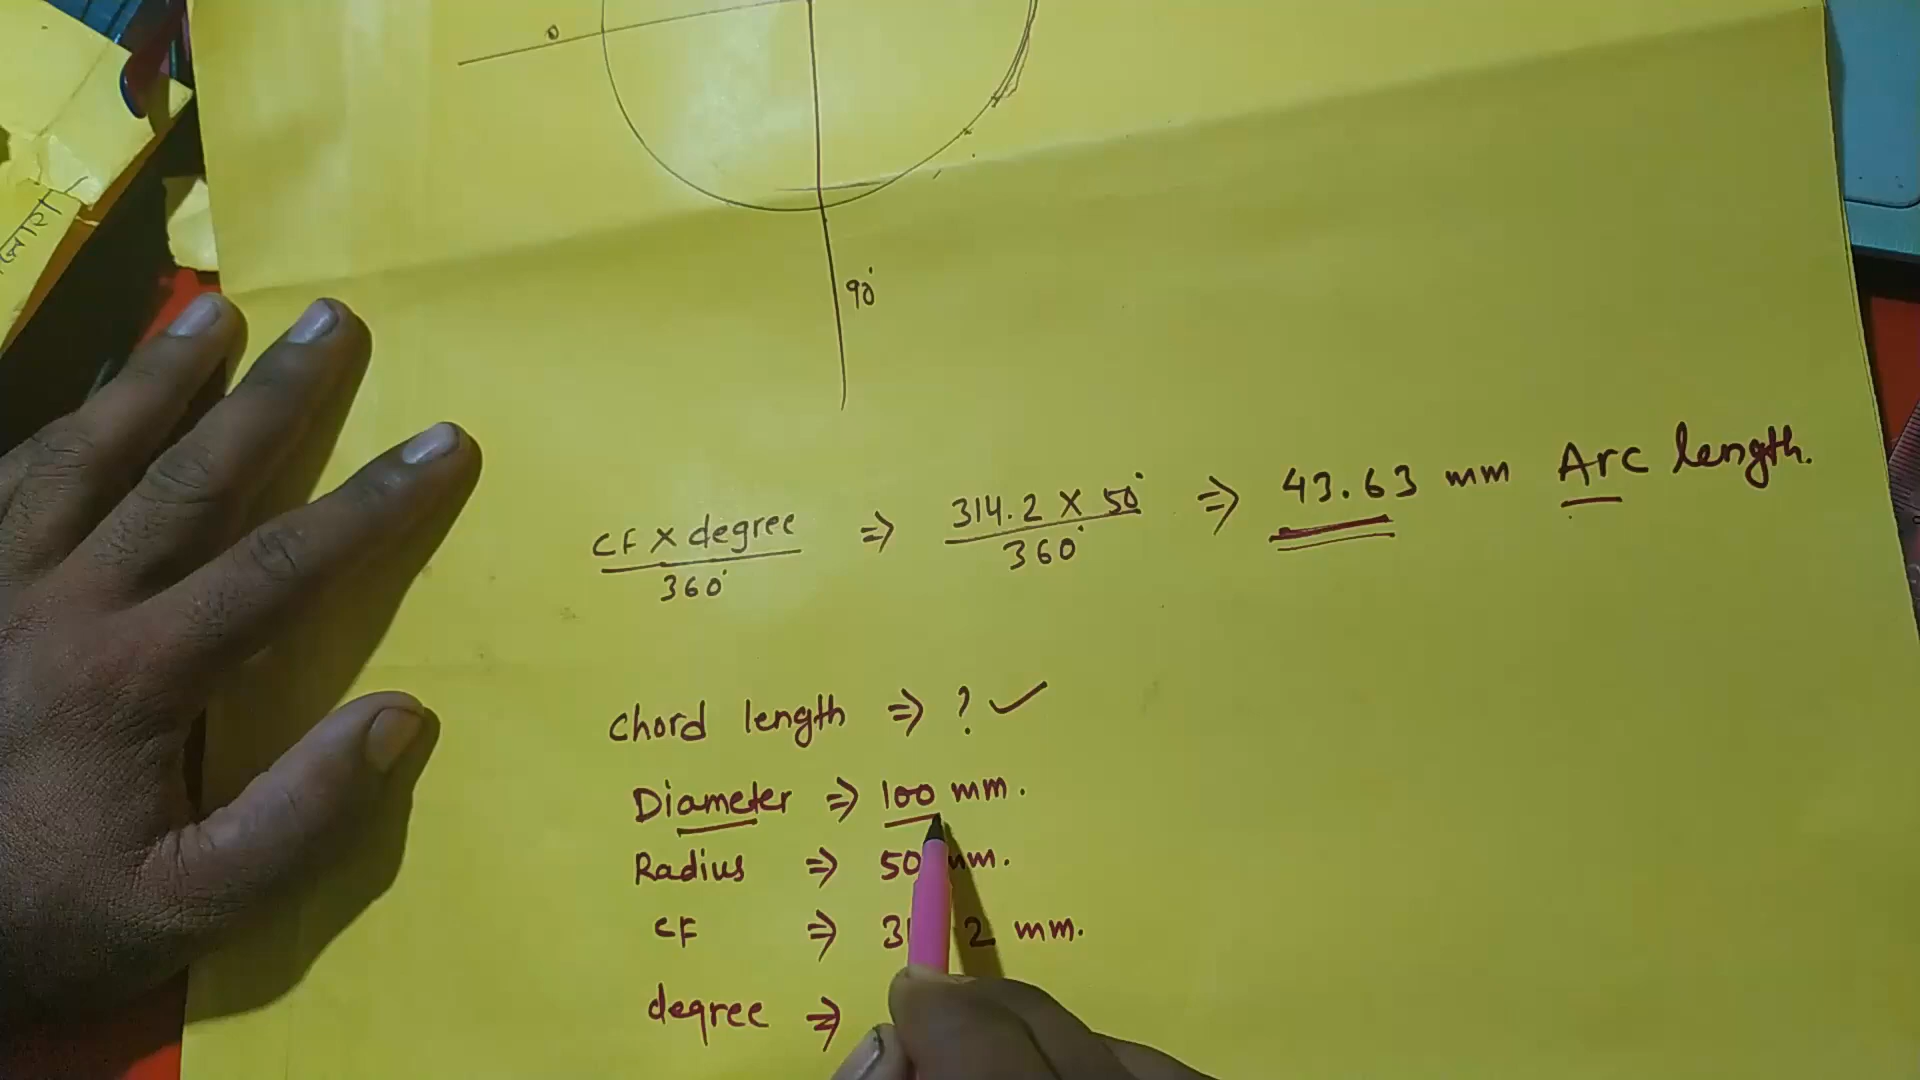 0
90°
CF X degree / 360° ⇒ 314.2 X 50° / 360° ⇒ 43.63 mm Arc length.
Chord length ⇒ ? ✓
Diameter ⇒ 100 mm.
Radius ⇒ 50 mm.
CF ⇒ 3 2 mm.
degree ⇒